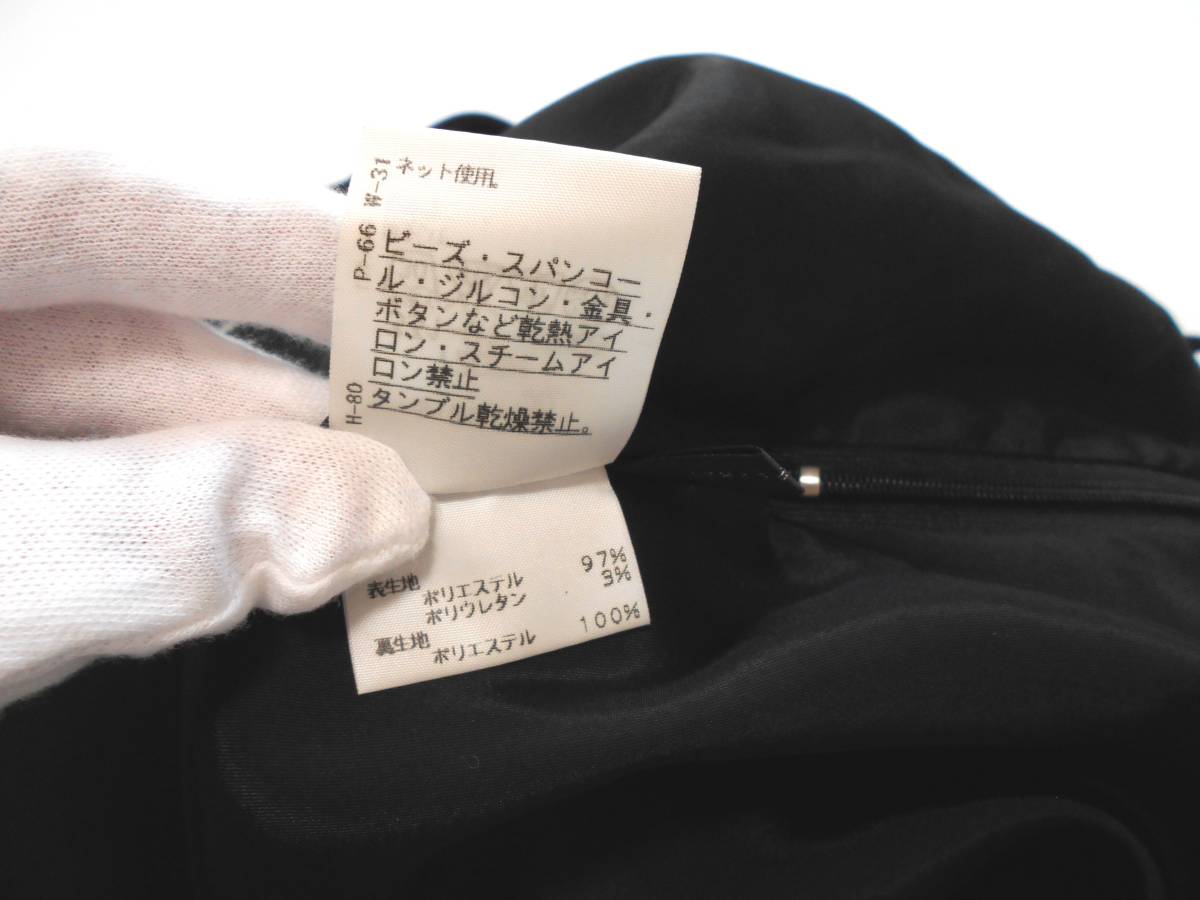 ネット使用。
ビーズ・スパンコー
ル・ジルコン・金具・
ボタンなど乾熱アイ
ロン・スチームアイ
ロン禁止
タンブル乾燥禁止。
H-80 P-66 W-31
表生地
ポリエステル 97%
ポリウレタン 3%
裏生地
ポリエステル 100%